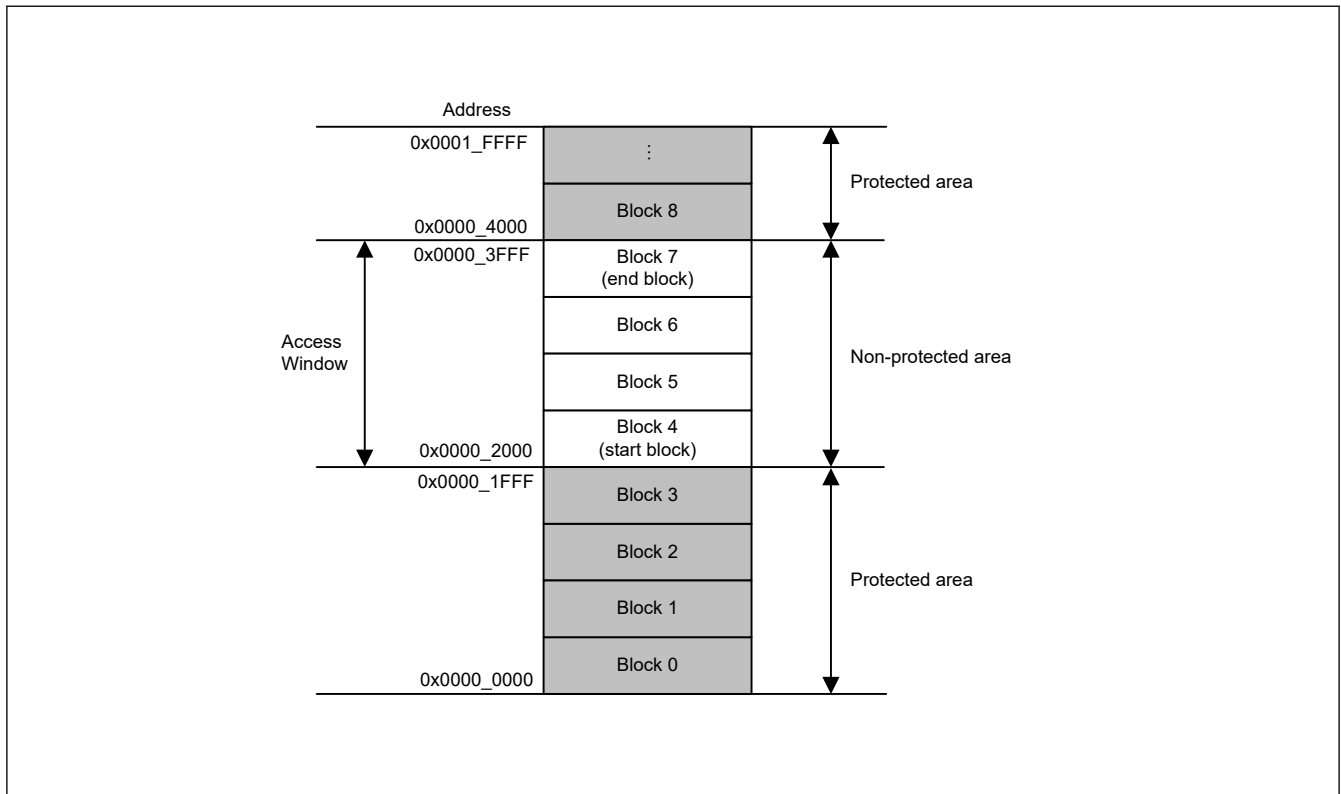 Address
0x0001_FFFF
⋮
Protected area
Block 8
0x0000_4000
0x0000_3FFF
Block 7
(end block)
Block 6
Access
Window
Non-protected area
Block 5
Block 4
(start block)
0x0000_2000
0x0000_1FFF
Block 3
Block 2
Protected area
Block 1
Block 0
0x0000_0000